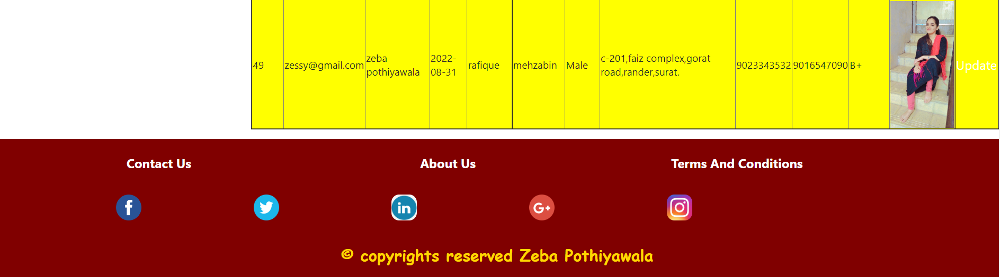 49
zessy@gmail.com
zeba
pothiyawala
2022-
08-31
rafique
mehzabin
Male
c-201,faiz complex,gorat
road,rander,surat.
9023343532
9016547090
B+
Update
Contact Us
About Us
Terms And Conditions
f
in
G+
© copyrights reserved Zeba Pothiyawala